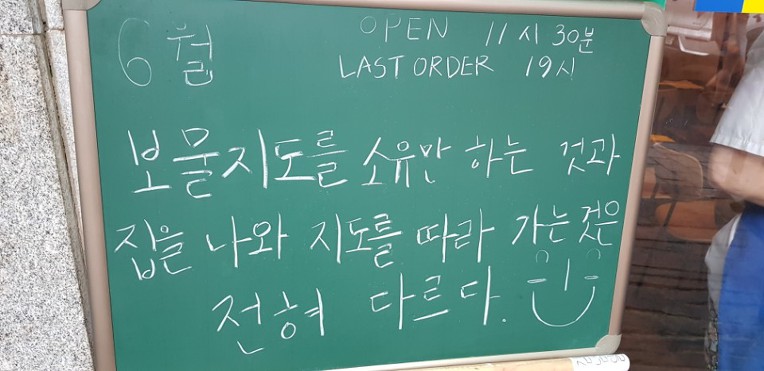 6월
OPEN 11시 30분
LAST ORDER 19시
보물지도를 소유만 하는 것과
집을 나와 지도를 따라 가는 것은
전혀 다르다.